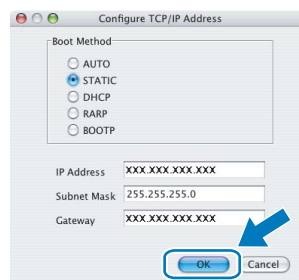 Configure TCP/IP Address
Boot Method
AUTO
STATIC
DHCP
RARP
BOOTP
IP Address XXX.XXX.XXX.XXX
Subnet Mask 255.255.255.0
Gateway XXX.XXX.XXX.XXX
OK Cancel